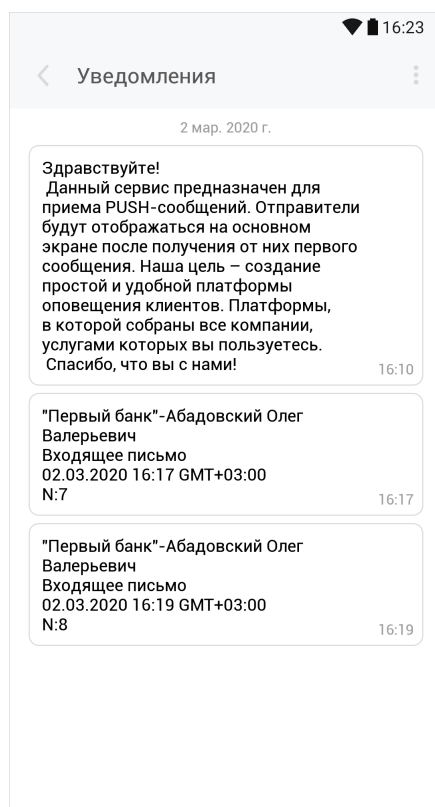 16:23
Уведомления
2 мар. 2020 г.
Здравствуйте!
Данный сервис предназначен для
приема PUSH-сообщений. Отправители
будут отображаться на основном
экране после получения от них первого
сообщения. Наша цель – создание
простой и удобной платформы
оповещения клиентов. Платформы,
в которой собраны все компании,
услугами которых вы пользуетесь.
Спасибо, что вы с нами!
16:10
"Первый банк"-Абадовский Олег
Валерьевич
Входящее письмо
02.03.2020 16:17 GMT+03:00
N:7
16:17
"Первый банк"-Абадовский Олег
Валерьевич
Входящее письмо
02.03.2020 16:19 GMT+03:00
N:8
16:19